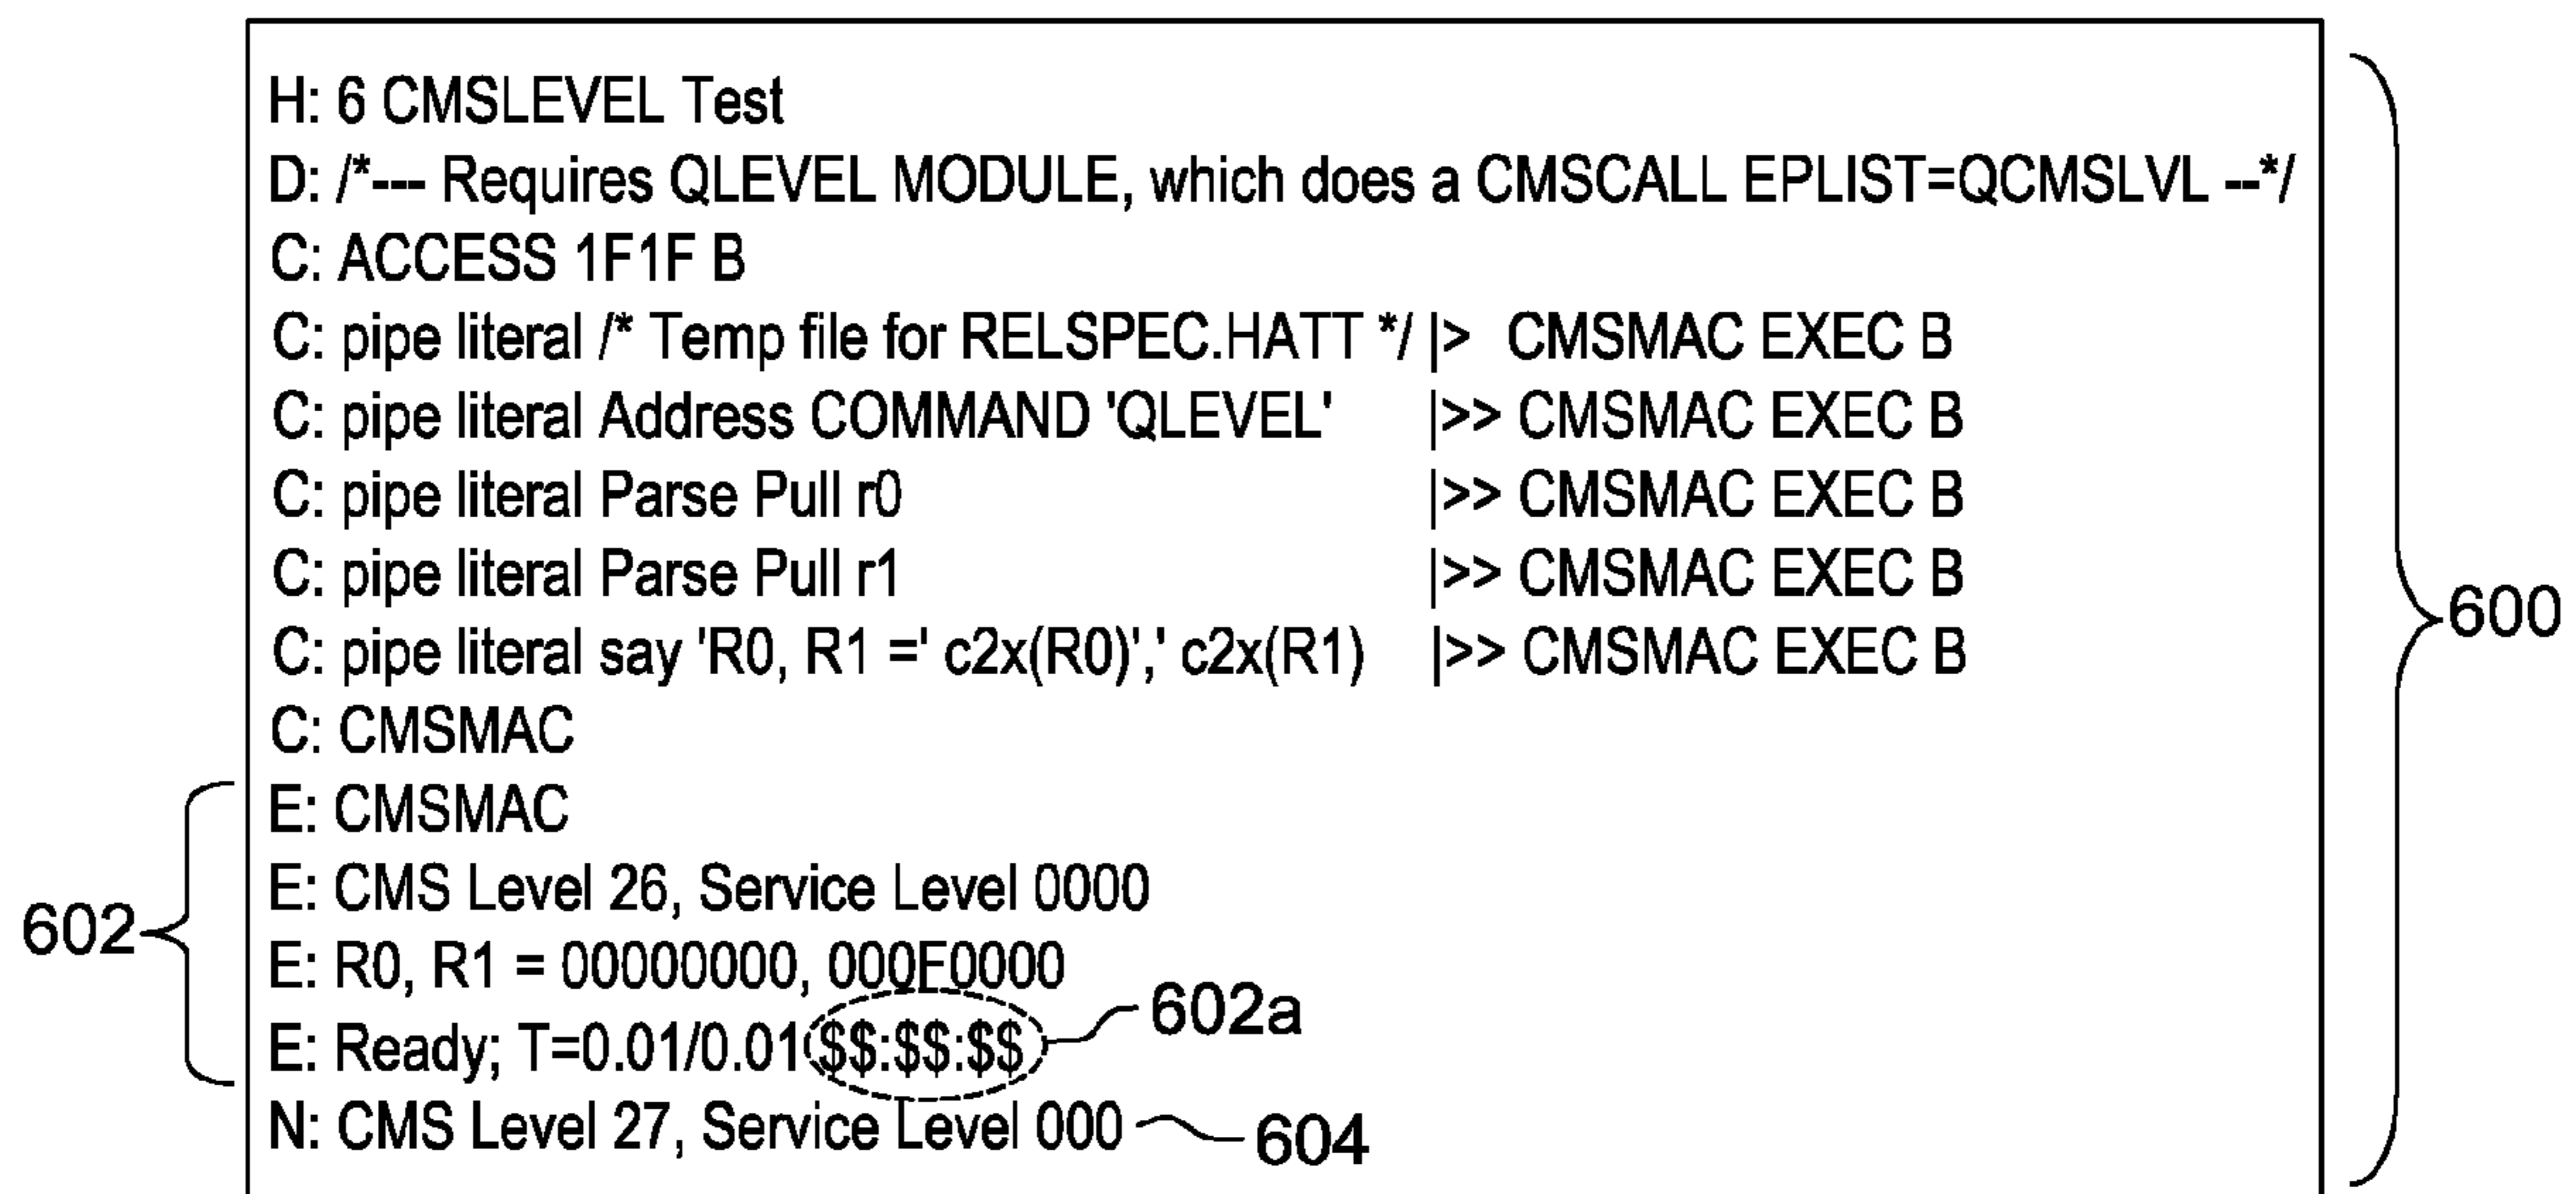 H: 6 CMSLEVEL Test
D: /*--- Requires QLEVEL MODULE, which does a CMSCALL EPLIST=QCMSLVL --*/
C: ACCESS 1F1F B
C: pipe literal /* Temp file for RELSPEC.HATT */ |> CMSMAC EXEC B
C: pipe literal Address COMMAND 'QLEVEL' |>> CMSMAC EXEC B
C: pipe literal Parse Pull r0 |>> CMSMAC EXEC B
C: pipe literal Parse Pull r1 |>> CMSMAC EXEC B
C: pipe literal say 'R0, R1 =' c2x(R0)',' c2x(R1) |>> CMSMAC EXEC B
600
C: CMSMAC
E: CMSMAC
E: CMS Level 26, Service Level 0000
602
E: R0, R1 = 00000000, 000F0000
E: Ready; T=0.01/0.01 $$:$$:$$ 602a
N: CMS Level 27, Service Level 000 604